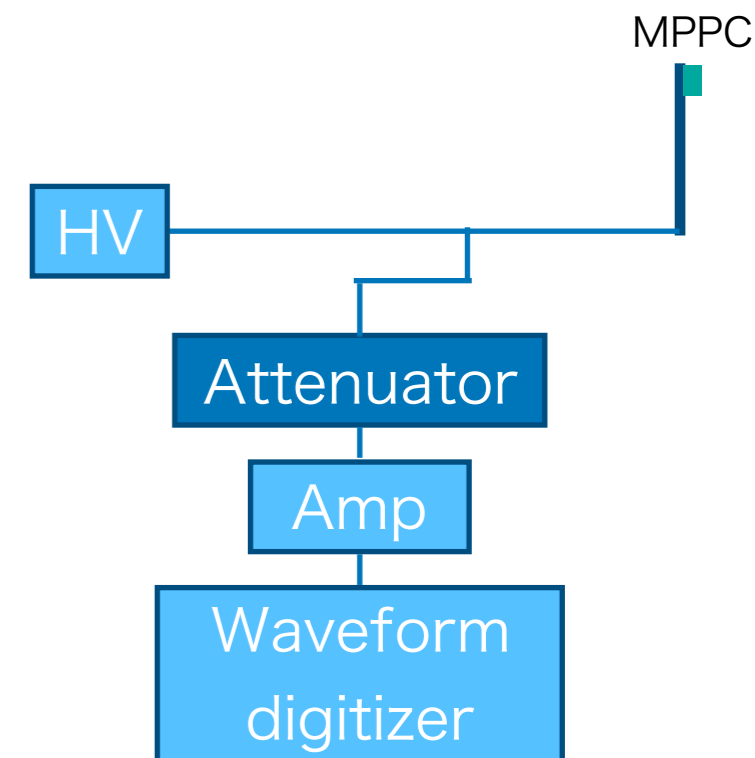 MPPC
HV
Attenuator
Amp
Waveform
digitizer